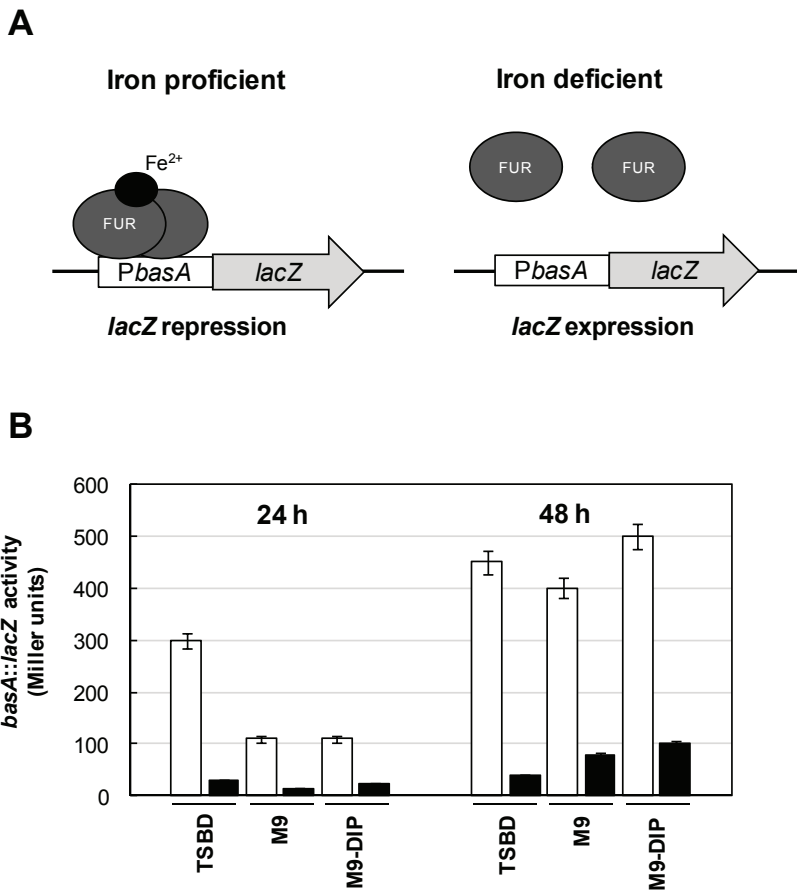 A
Iron proficient
Iron deficient
Fe2+
FUR
FUR
FUR
PbasA
lacZ
PbasA
lacZ
lacZ repression
lacZ expression
B
basA::lacZ activity
(Miller units)
600
500
400
300
200
100
0
24 h
48 h
TSBD
M9
M9-DIP
TSBD
M9
M9-DIP